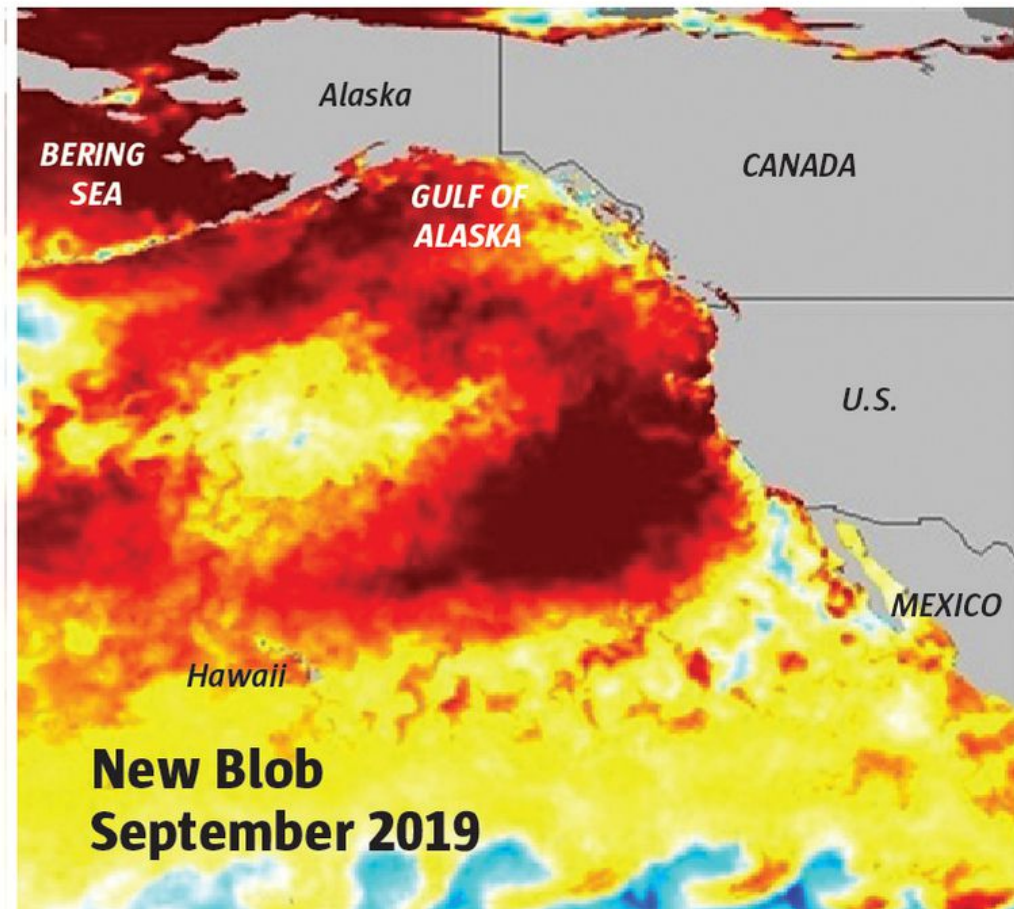 Alaska
BERING
SEA
CANADA
GULF OF
ALASKA
U.S.
MEXICO
Hawaii
New Blob
September 2019